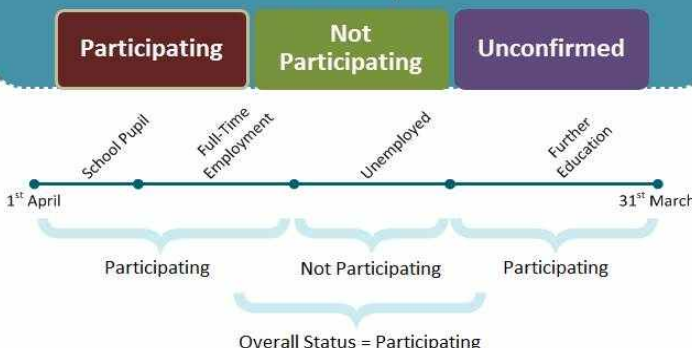 Participating
Not
Participating
Unconfirmed
School Pupil
Full-Time
Employment
Unemployed
Further
Education
1st April
31st March
Participating
Not Participating
Participating
Overall Status = Participating